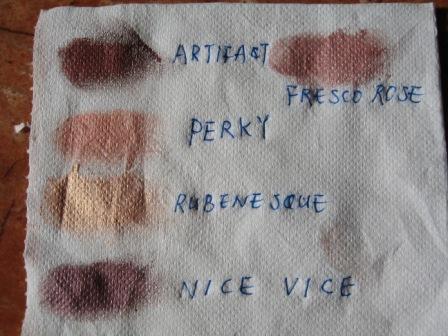 ARTIFACT
FRESCO ROSE
PERKY
RUBENESQUE
NICE VICE